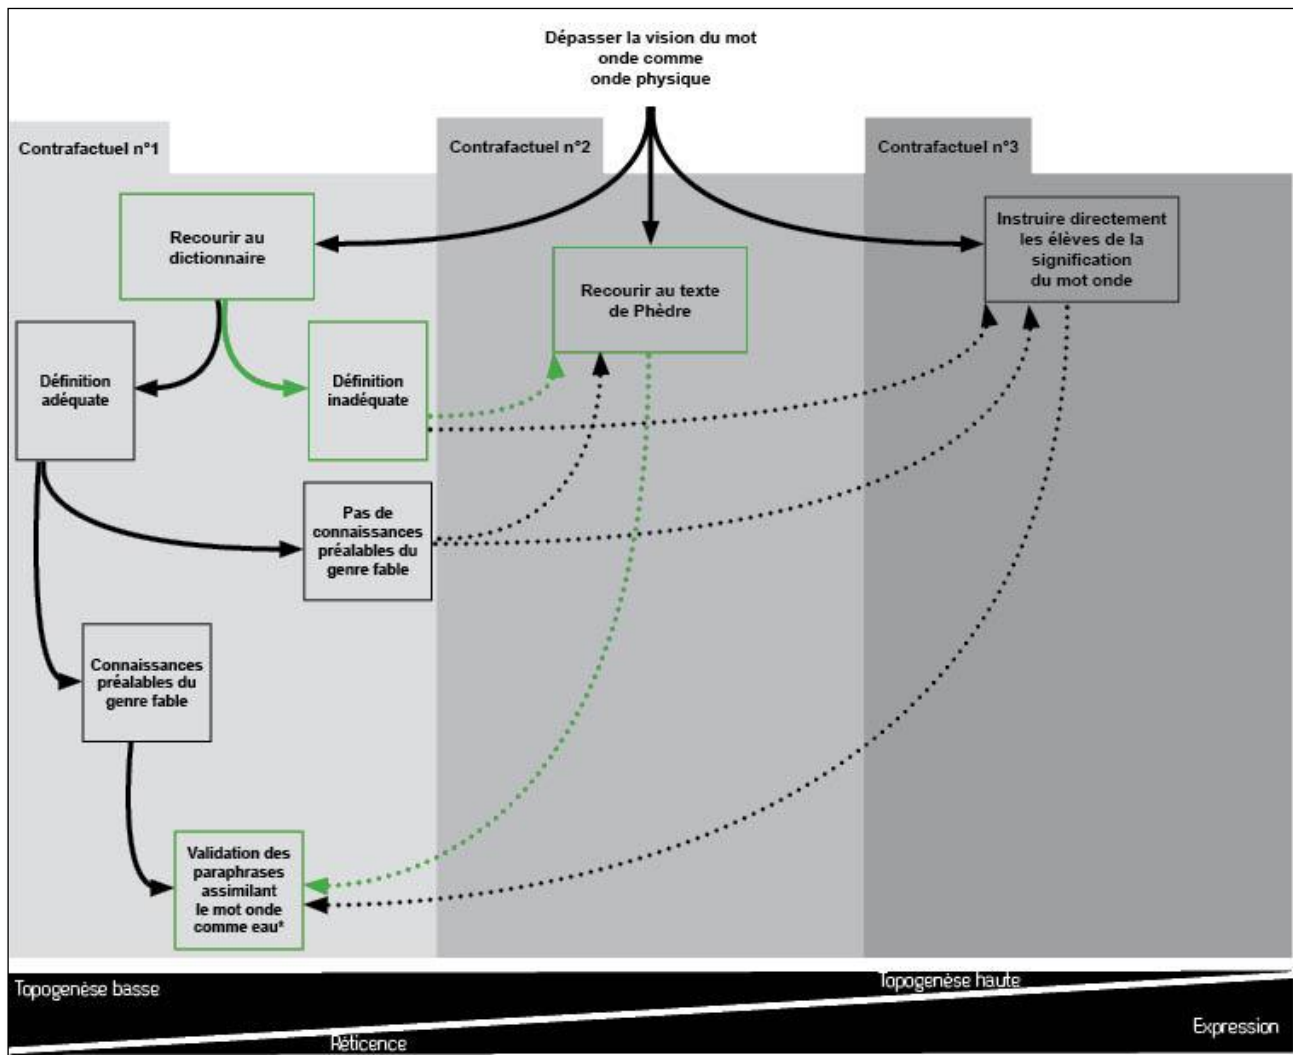 Dépasser la vision du mot
onde comme
onde physique
Contrafactuel n°1
Contrafactuel n°2
Contrafactuel n°3
Recourir au
dictionnaire
Recourir au texte
de Phèdre
Instruire directement
les élèves de la
signification
du mot onde
Définition
adéquate
Définition
inadéquate
Pas de
connaissances
préalables du
genre fable
Connaissances
préalables du
genre fable
Validation des
paraphrases
assimilant
le mot onde
comme eau*
Topogenèse basse
Topogenèse haute
Réticence
Expression